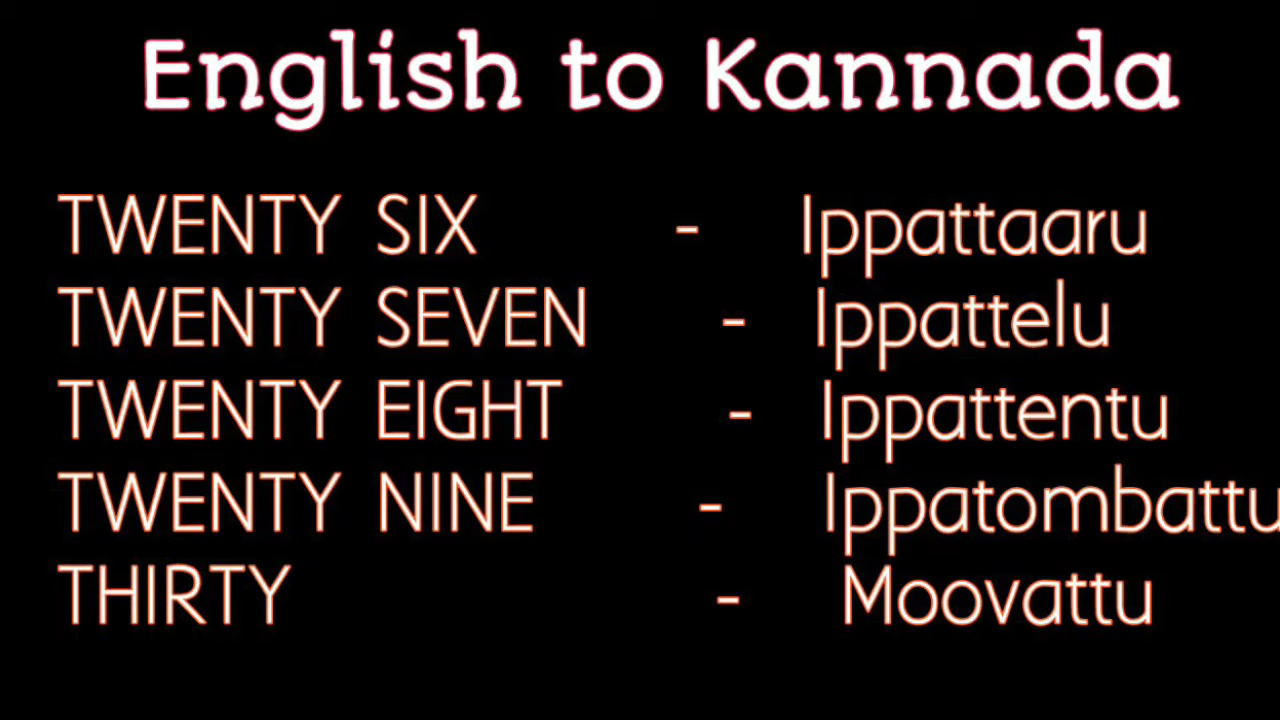 English to Kannada
TWENTY SIX - Ippattaaru
TWENTY SEVEN - Ippattelu
TWENTY EIGHT - Ippattentu
TWENTY NINE - Ippatombattu
THIRTY - Moovattu